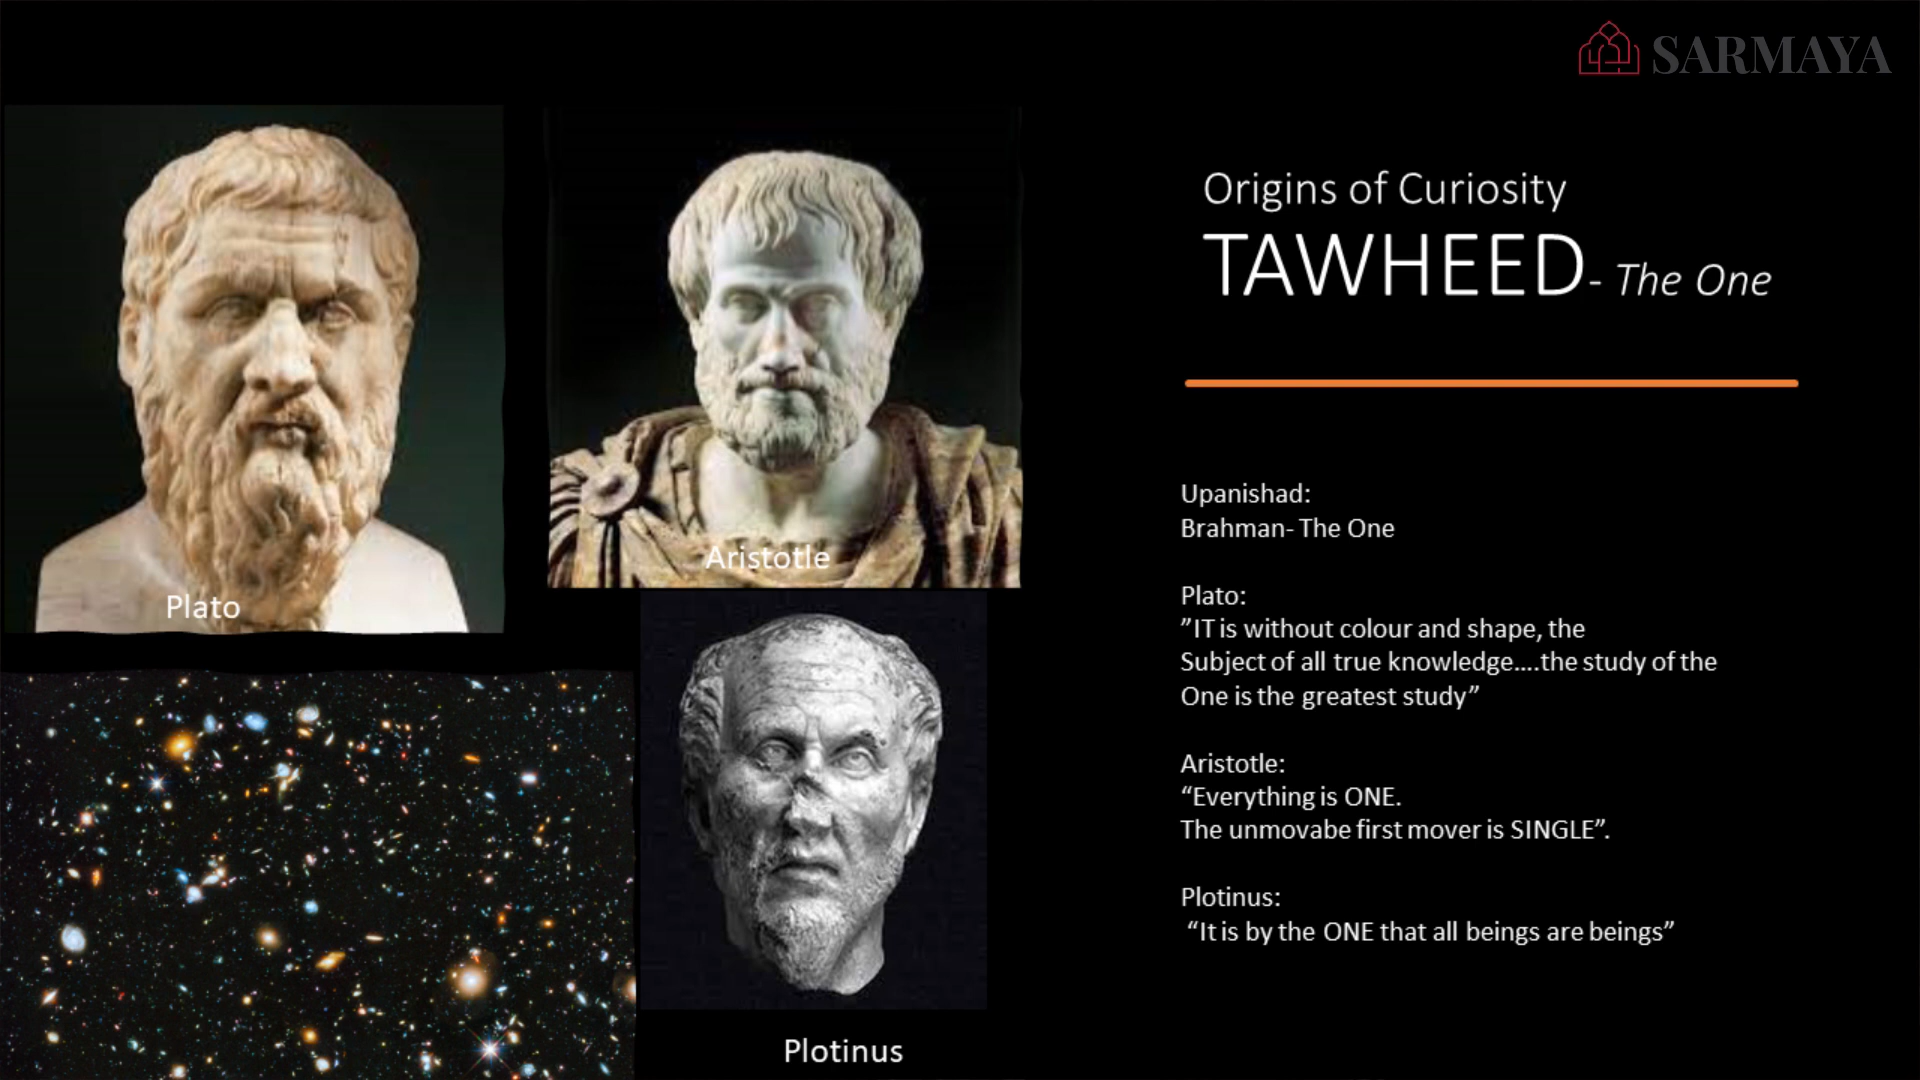 SARMAYA
Origins of Curiosity
TAWHEED- The One
Plato
Aristotle
Plotinus
Upanishad:
Brahman- The One
Plato:
”IT is without colour and shape, the
Subject of all true knowledge....the study of the
One is the greatest study”
Aristotle:
“Everything is ONE.
The unmovabe first mover is SINGLE”.
Plotinus:
“It is by the ONE that all beings are beings”